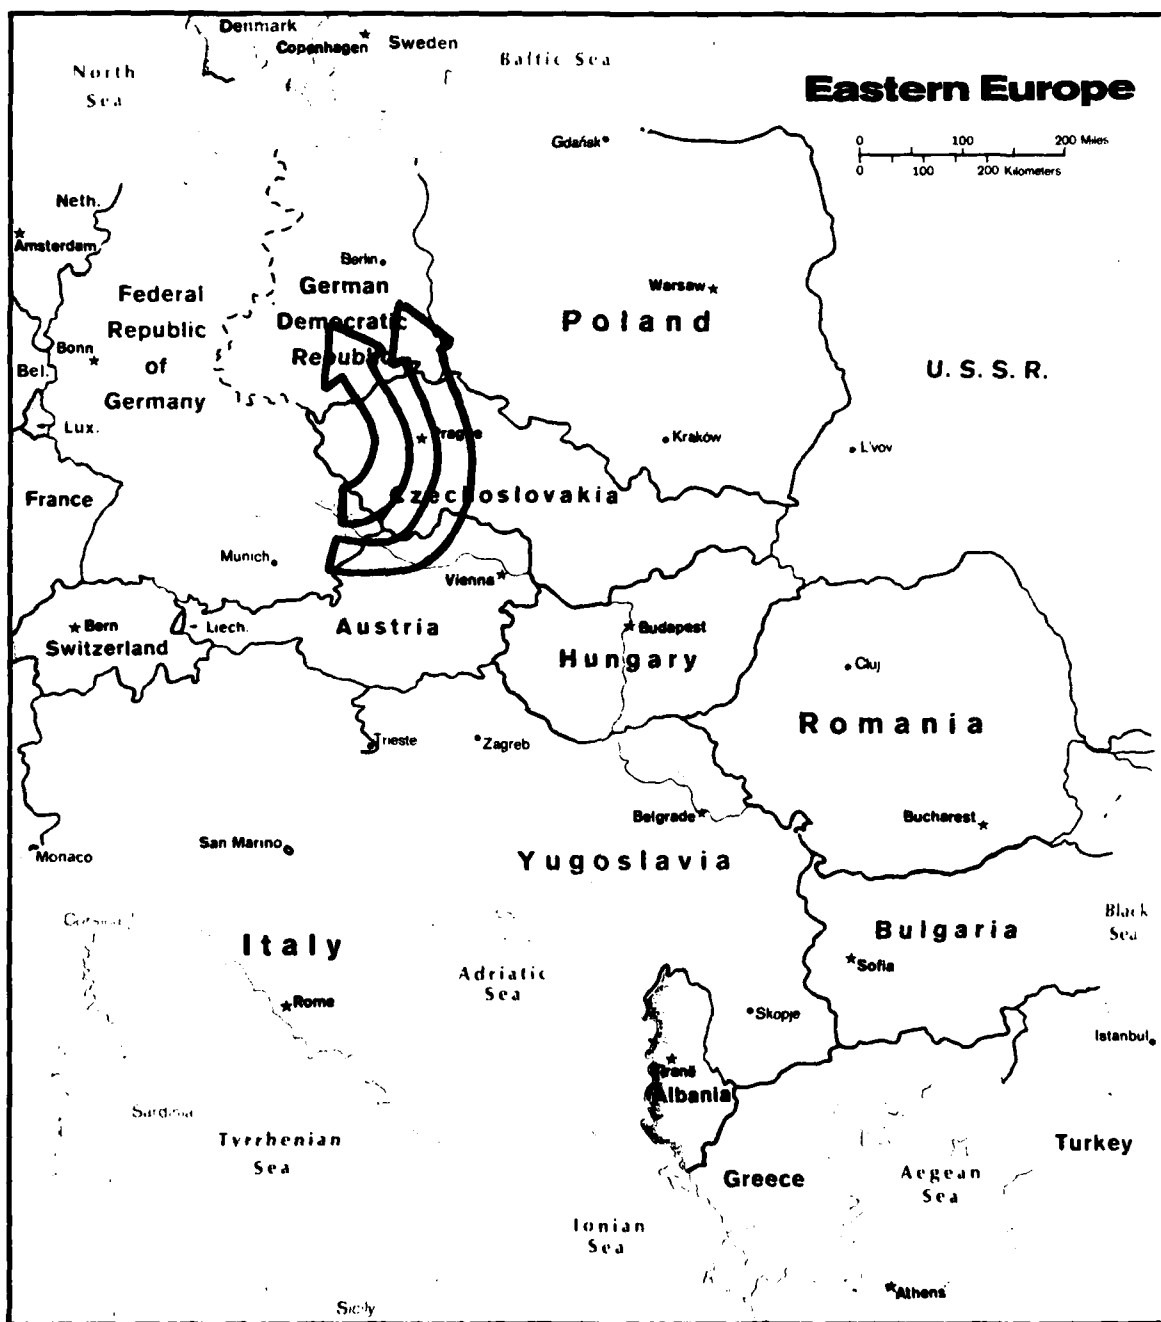 Denmark
Copenhagen
Sweden
Baltic Sea
North
Sea
Eastern Europe
0 100 200 Miles
0 100 200 Kilometers
Gdańsk
Neth.
Amsterdam
Berlin
German
Democratic
Republic
Federal
Republic
of
Germany
Warsaw
Poland
U.S.S.R.
Bonn
Bel.
Lux.
Prague
Kraków
L'vov
France
Czechoslovakia
Munich
Vienna
Bern
Switzerland
Liech.
Austria
Budapest
Hungary
Cluj
Romania
Trieste
Zagreb
Belgrade
Bucharest
Monaco
San Marino
Yugoslavia
Corsica
Italy
Adriatic
Sea
Bulgaria
Black
Sea
Sofia
Rome
Skopje
Istanbul
Tiranë
Albania
Sardinia
Tyrrhenian
Sea
Greece
Aegean
Sea
Turkey
Ionian
Sea
Athens
Sicily